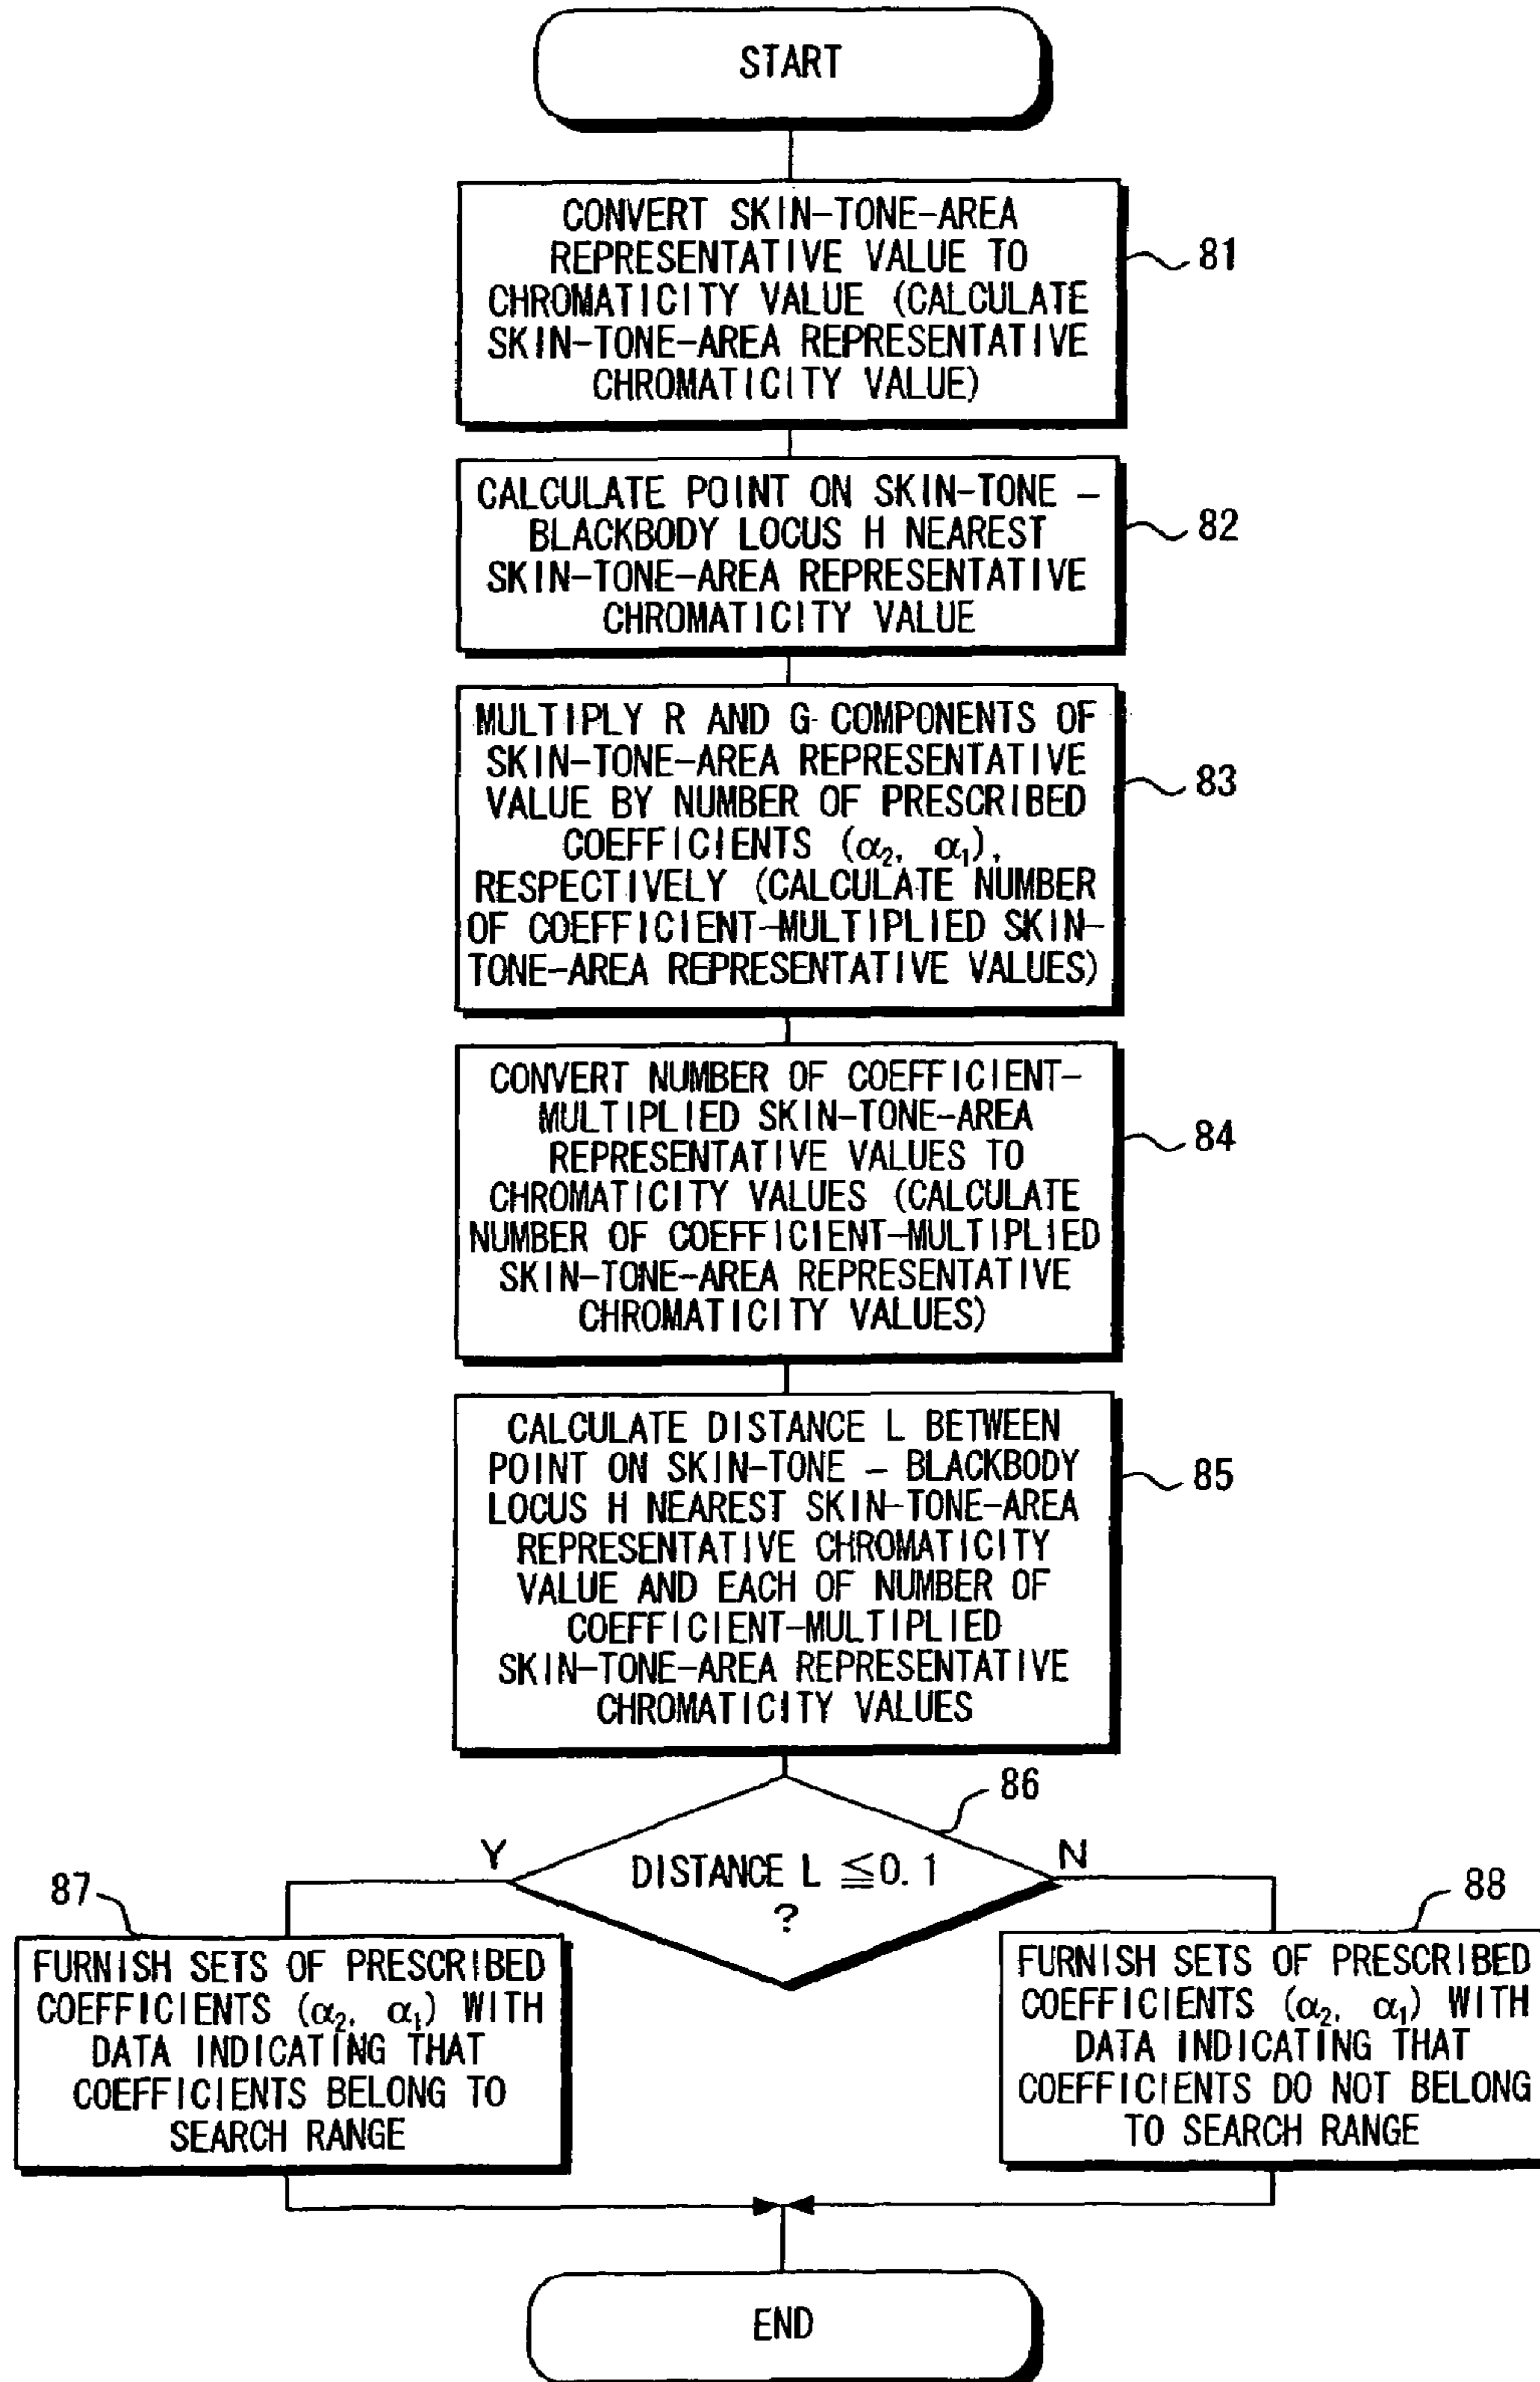 START
CONVERT SKIN-TONE-AREA
REPRESENTATIVE VALUE TO
CHROMATICITY VALUE (CALCULATE
SKIN-TONE-AREA REPRESENTATIVE
CHROMATICITY VALUE)
81
CALCULATE POINT ON SKIN-TONE –
BLACKBODY LOCUS H NEAREST
SKIN-TONE-AREA REPRESENTATIVE
CHROMATICITY VALUE
82
MULTIPLY R AND G COMPONENTS OF
SKIN-TONE-AREA REPRESENTATIVE
VALUE BY NUMBER OF PRESCRIBED
COEFFICIENTS (α₂, α₁),
RESPECTIVELY (CALCULATE NUMBER
OF COEFFICIENT-MULTIPLIED SKIN-
TONE-AREA REPRESENTATIVE VALUES)
83
CONVERT NUMBER OF COEFFICIENT-
MULTIPLIED SKIN-TONE-AREA
REPRESENTATIVE VALUES TO
CHROMATICITY VALUES (CALCULATE
NUMBER OF COEFFICIENT-MULTIPLIED
SKIN-TONE-AREA REPRESENTATIVE
CHROMATICITY VALUES)
84
CALCULATE DISTANCE L BETWEEN
POINT ON SKIN-TONE – BLACKBODY
LOCUS H NEAREST SKIN-TONE-AREA
REPRESENTATIVE CHROMATICITY
VALUE AND EACH OF NUMBER OF
COEFFICIENT-MULTIPLIED
SKIN-TONE-AREA REPRESENTATIVE
CHROMATICITY VALUES
85
86
Y
DISTANCE L ≦0.1
?
N
87
FURNISH SETS OF PRESCRIBED
COEFFICIENTS (α₂, α₁) WITH
DATA INDICATING THAT
COEFFICIENTS BELONG TO
SEARCH RANGE
88
FURNISH SETS OF PRESCRIBED
COEFFICIENTS (α₂, α₁) WITH
DATA INDICATING THAT
COEFFICIENTS DO NOT BELONG
TO SEARCH RANGE
END